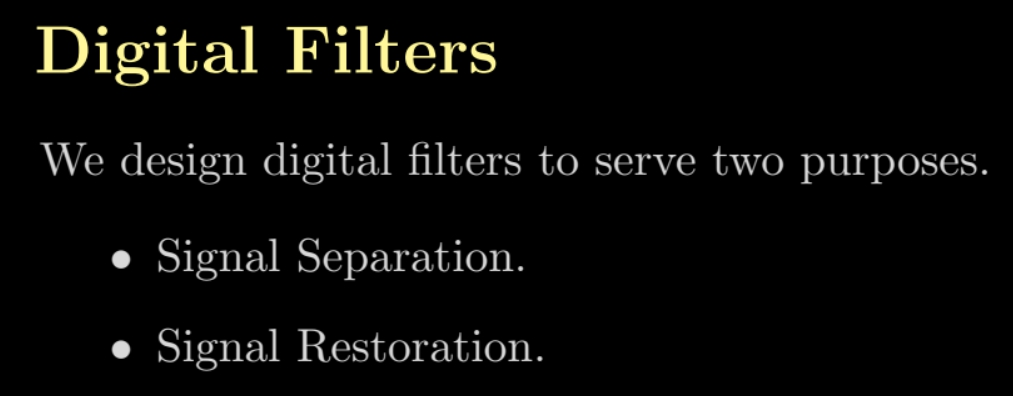 Digital Filters
We design digital filters to serve two purposes.
• Signal Separation.
• Signal Restoration.